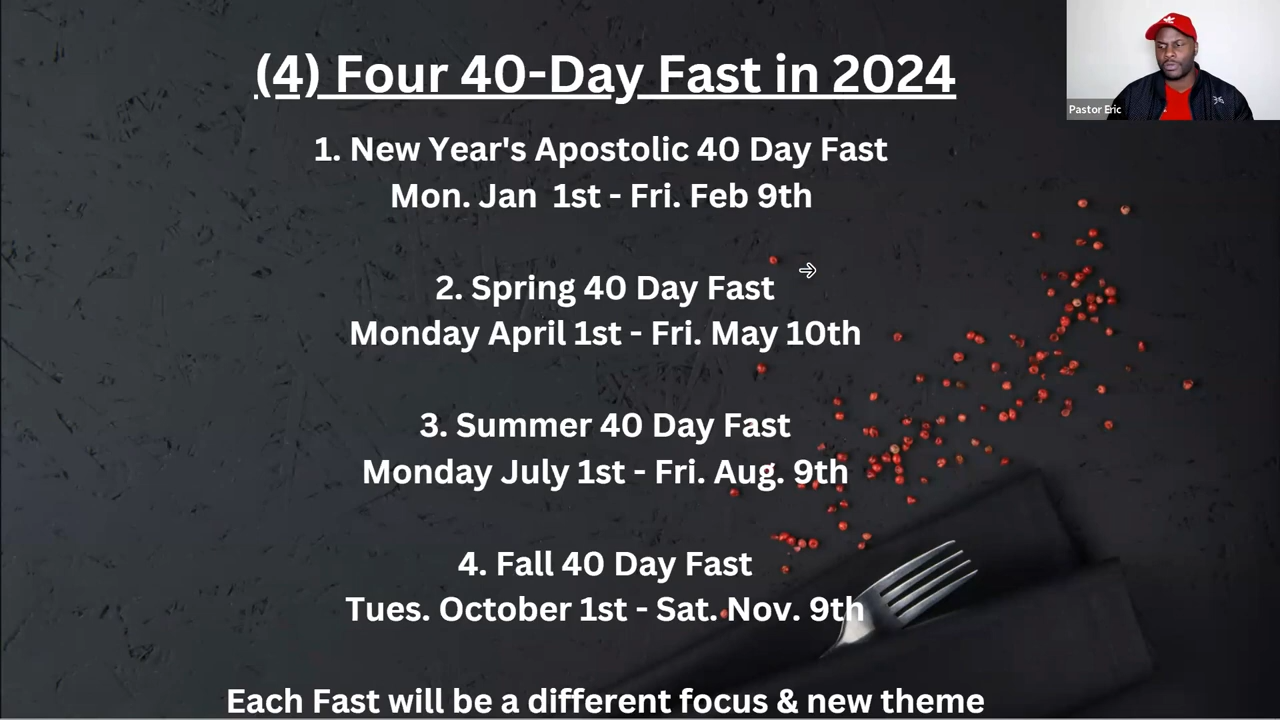 (4) Four 40-Day Fast in 2024
Pastor Eric
1. New Year's Apostolic 40 Day Fast
Mon. Jan 1st - Fri. Feb 9th
2. Spring 40 Day Fast
Monday April 1st - Fri. May 10th
3. Summer 40 Day Fast
Monday July 1st - Fri. Aug. 9th
4. Fall 40 Day Fast
Tues. October 1st - Sat. Nov. 9th
Each Fast will be a different focus & new theme